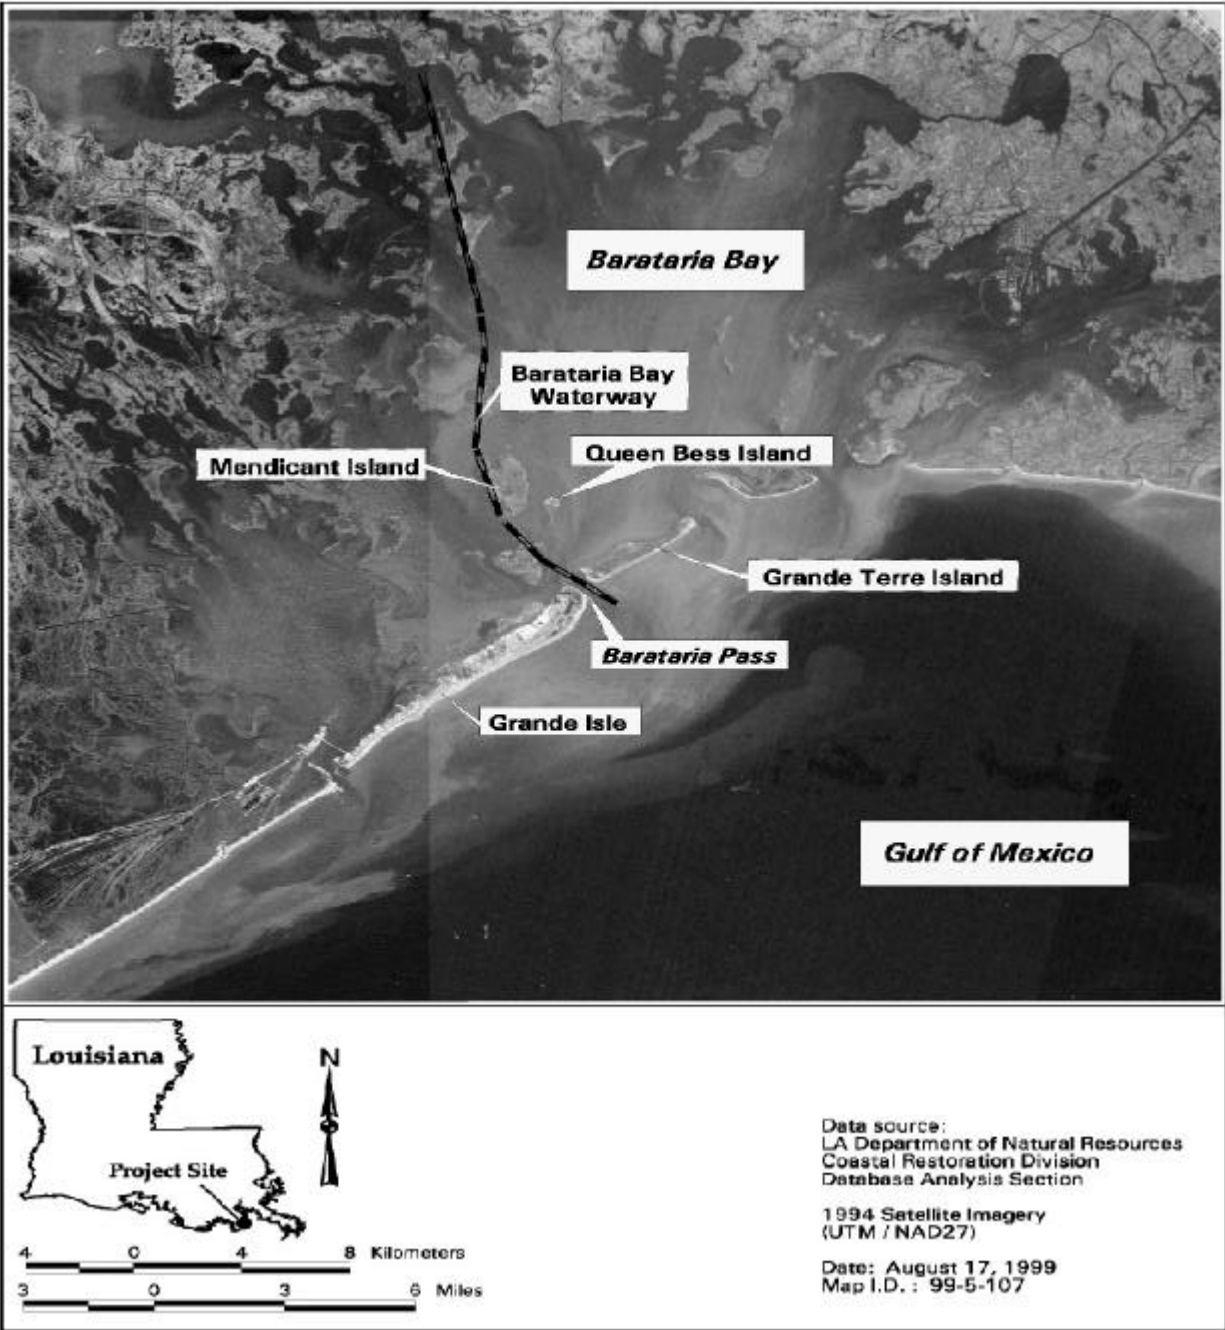 Barataria Bay
Barataria Bay
Waterway
Queen Bess Island
Mendicant Island
Grande Terre Island
Barataria Pass
Grande Isle
Gulf of Mexico
Louisiana
N
Project Site
4 0 4 8 Kilometers
3 0 3 6 Miles
Data source:
LA Department of Natural Resources
Coastal Restoration Division
Database Analysis Section
1994 Satellite Imagery
(UTM / NAD27)
Date: August 17, 1999
Map I.D. : 99-5-107